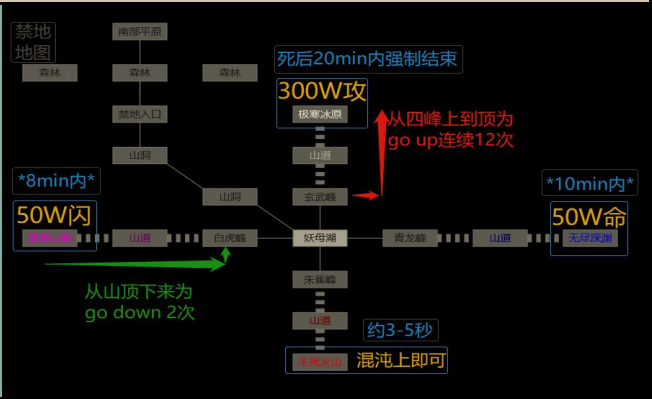 禁地
地图
南部平原
森林
森林
森林
死后20min内强制结束
300W攻
极寒冰原
禁地入口
从四峰上到顶为
go up连续12次
山洞
山道
*8min内*
*10min内*
山洞
玄武峰
50W闪
50W命
山道
白虎峰
妖母湖
青龙峰
山道
无尽深渊
朱雀峰
从山顶下来为
go down 2次
山道
约3-5秒
不死火山
混沌上即可